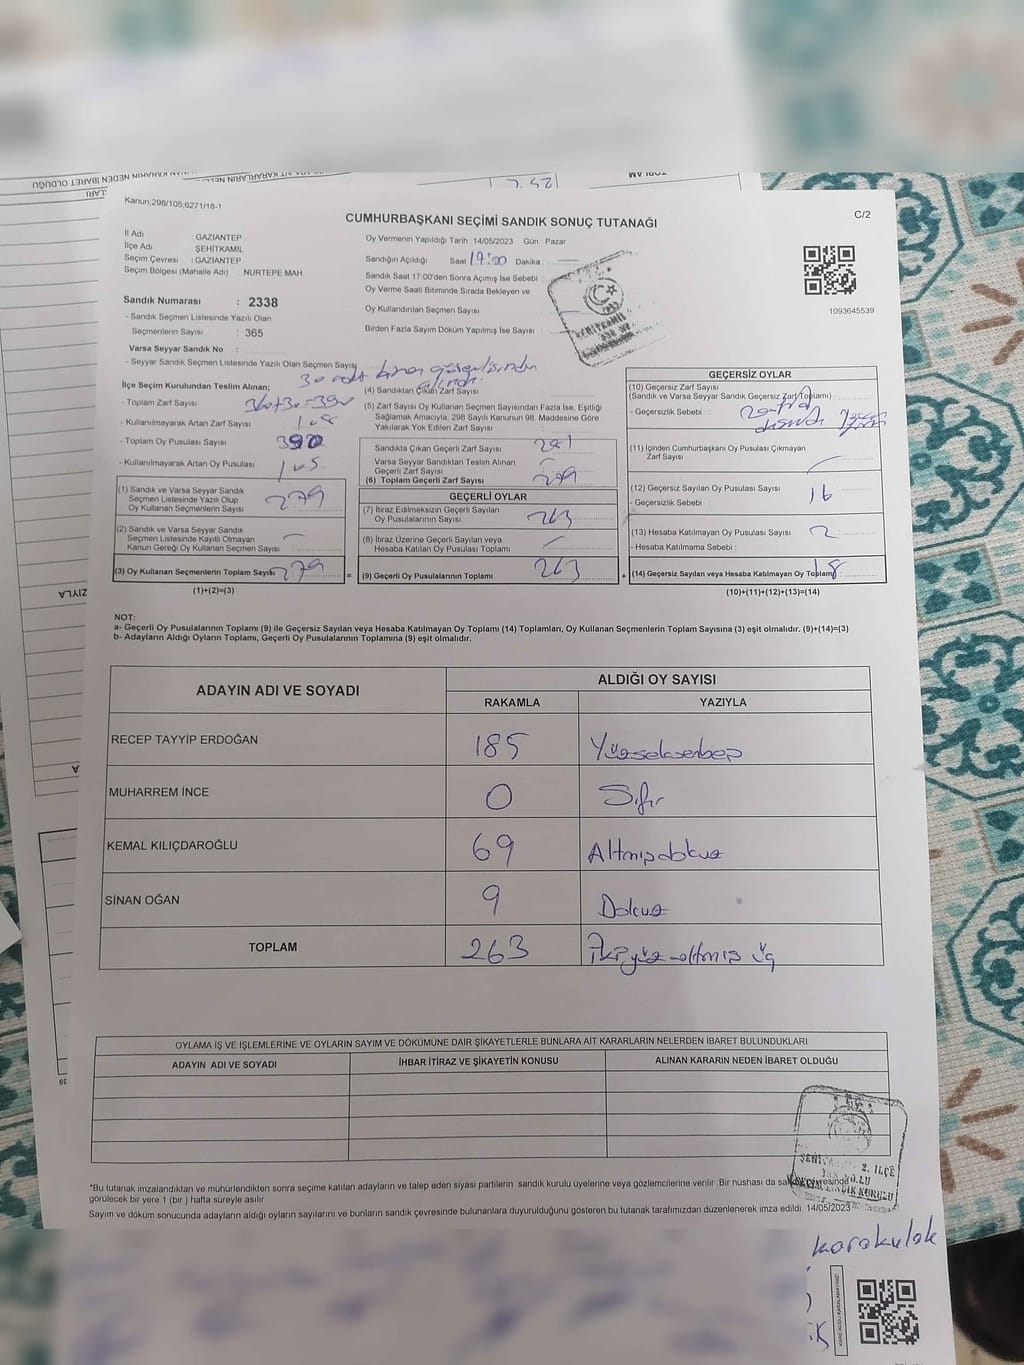 Kanun;298/105,6271/18-1
C/2
CUMHURBAŞKANI SEÇİMİ SANDIK SONUÇ TUTANAĞI
İl Adı : GAZİANTEP
İlçe Adı : ŞEHİTKAMİL
Seçim Çevresi : GAZİANTEP
Seçim Bölgesi (Mahalle Adı) : NURTEPE MAH.
Sandık Numarası : 2338
- Sandık Seçmen Listesinde Yazılı Olan
Seçmenlerin Sayısı : 365
Varsa Seyyar Sandık No :
- Seyyar Sandık Seçmen Listesinde Yazılı Olan Seçmen Sayısı
Oy Vermenin Yapıldığı Tarih : 14/05/2023 Gün : Pazar
Sandığın Açıldığı Saat Dakika :
Sandık Saat 17:00'den Sonra Açımış İse Sebebi :
Oy Verme Saati Bitiminde Sırada Bekleyen ve
Oy Kullandırılan Seçmen Sayısı
Birden Fazla Sayım Döküm Yapılmış İse Sayısı :
1093645539
30 adet bina görevlisinden alındı.
İlçe Seçim Kurulundan Teslim Alınan;
- Toplam Zarf Sayısı 360+30=390
- Kullanılmayarak Artan Zarf Sayısı
- Toplam Oy Pusulası Sayısı 390
- Kullanılmayarak Artan Oy Pusulası 105
(1) Sandık ve Varsa Seyyar Sandık
Seçmen Listesinde Yazılı Olup
Oy Kullanan Seçmenlerin Sayısı 279
(2) Sandık ve Varsa Seyyar Sandık
Seçmen Listesinde Kayıtlı Olmayan
Kanun Gereği Oy Kullanan Seçmen Sayısı
(3) Oy Kullanan Seçmenlerin Toplam Sayısı 279
(1)+(2)=(3)
(4) Sandıktan Çıkan Zarf Sayısı
(5) Zarf Sayısı Oy Kullanan Seçmen Sayısından Fazla İse, Eşitliği
Sağlamak Amacıyla, 298 Sayılı Kanunun 98. Maddesine Göre
Yakılarak Yok Edilen Zarf Sayısı
Sandıkta Çıkan Geçerli Zarf Sayısı
Varsa Seyyar Sandıktan Teslim Alınan
Geçerli Zarf Sayısı
(6) Toplam Geçerli Zarf Sayısı
GEÇERLİ OYLAR
(7) İtiraz Edilmeksizin Geçerli Sayılan
Oy Pusulalarının Sayısı 263
(8) İtiraz Üzerine Geçerli Sayılan veya
Hesaba Katılan Oy Pusulası Toplamı
= (9) Geçerli Oy Pusulalarının Toplamı 263
GEÇERSİZ OYLAR
(10) Geçersiz Zarf Sayısı
(Sandık ve Varsa Seyyar Sandık Geçersiz Zarf Toplamı) :
- Geçersizlik Sebebi :
(11) İçinden Cumhurbaşkanı Oy Pusulası Çıkmayan
Zarf Sayısı
(12) Geçersiz Sayılan Oy Pusulası Sayısı 16
- Geçersizlik Sebebi :
(13) Hesaba Katılmayan Oy Pusulası Sayısı 2
- Hesaba Katılmama Sebebi :
+ (14) Geçersiz Sayılan veya Hesaba Katılmayan Oy Toplamı 18
(10)+(11)+(12)+(13)=(14)
NOT:
a- Geçerli Oy Pusulalarının Toplamı (9) ile Geçersiz Sayılan veya Hesaba Katılmayan Oy Toplamı (14) Toplamları, Oy Kullanan Seçmenlerin Toplam Sayısına (3) eşit olmalıdır. (9)+(14)=(3)
b- Adayların Aldığı Oyların Toplamı, Geçerli Oy Pusulalarının Toplamına (9) eşit olmalıdır.
ADAYIN ADI VE SOYADI
ALDIĞI OY SAYISI
RAKAMLA YAZIYLA
RECEP TAYYİP ERDOĞAN 185 Yüzseksenbeş
MUHARREM İNCE 0 Sıfır
KEMAL KILIÇDAROĞLU 69 Altmışdokuz
SİNAN OĞAN 9 Dokuz
TOPLAM 263 İkiyüz altmış üç
OYLAMA İŞ VE İŞLEMLERİNE VE OYLARIN SAYIM VE DÖKÜMÜNE DAİR ŞİKAYETLERLE BUNLARA AİT KARARLARIN NELERDEN İBARET BULUNDUKLARI
ADAYIN ADI VE SOYADI
İHBAR İTİRAZ VE ŞİKAYETİN KONUSU
ALINAN KARARIN NEDEN İBARET OLDUĞU
*Bu tutanak imzalandıktan ve mühürlendikten sonra seçime katılan adayların ve talep eden siyasi partilerin sandık kurulu üyelerine veya gözlemcilerine verilir. Bir nüshası da
görülecek bir yere 1 (bir) hafta süreyle asılır.
Sayım ve döküm sonucunda adayların aldığı oyların sayılarını ve bunların sandık çevresinde bulunanlara duyurulduğunu gösteren bu tutanak tarafımızdan düzenlenerek imza edildi. 14/05/2023
2. İLÇE
SANDIK KURULU
karakulak